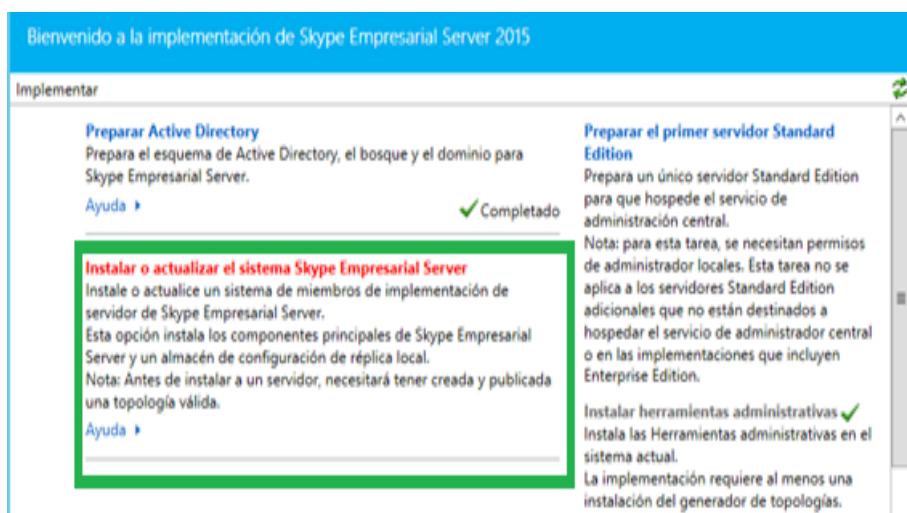 Bienvenido a la implementación de Skype Empresarial Server 2015
Implementar
Preparar Active Directory
Prepara el esquema de Active Directory, el bosque y el dominio para
Skype Empresarial Server.
Ayuda
Completado
Instalar o actualizar el sistema Skype Empresarial Server
Instale o actualice un sistema de miembros de implementación de
servidor de Skype Empresarial Server.
Esta opción instala los componentes principales de Skype Empresarial
Server y un almacén de configuración de réplica local.
Nota: Antes de instalar a un servidor, necesitará tener creada y publicada
una topología válida.
Ayuda
Preparar el primer servidor Standard
Edition
Prepara un único servidor Standard Edition
para que hospede el servicio de
administración central.
Nota: para esta tarea, se necesitan permisos
de administrador locales. Esta tarea no se
aplica a los servidores Standard Edition
adicionales que no están destinados a
hospedar el servicio de administrador central
o en las implementaciones que incluyen
Enterprise Edition.
Instalar herramientas administrativas
Instala las Herramientas administrativas en el
sistema actual.
La implementación requiere al menos una
instalación del generador de topologías.